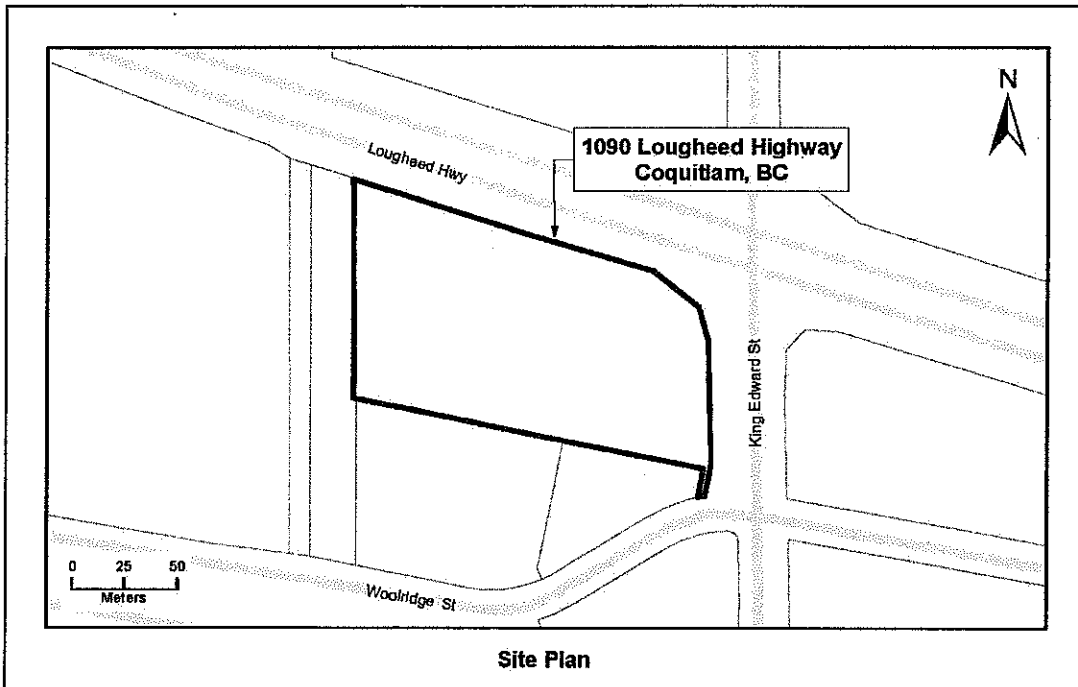 N
1090 Lougheed Highway
Coquitlam, BC
Lougheed Hwy
King Edward St
0 25 50
Meters
Woolridge St
Site Plan